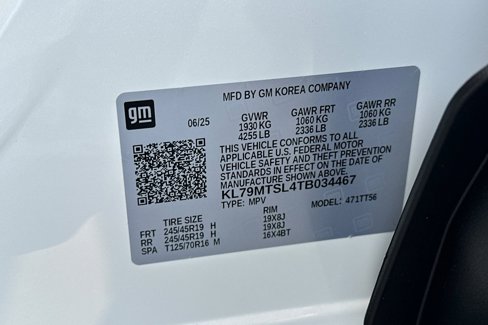 MFD BY GM KOREA COMPANY
gm
06/25
GVWR GAWR FRT GAWR RR
1930 KG 1060 KG 1060 KG
4255 LB 2336 LB 2336 LB
THIS VEHICLE CONFORMS TO ALL
APPLICABLE U.S. FEDERAL MOTOR
VEHICLE SAFETY AND THEFT PREVENTION
STANDARDS IN EFFECT ON THE DATE OF
MANUFACTURE SHOWN ABOVE.
KL79MTSL4TB034467
TYPE: MPV MODEL: 471TT56
TIRE SIZE RIM
FRT 245/45R19 H 19X8J
RR 245/45R19 H 19X8J
SPA T125/70R16 M 16X4BT